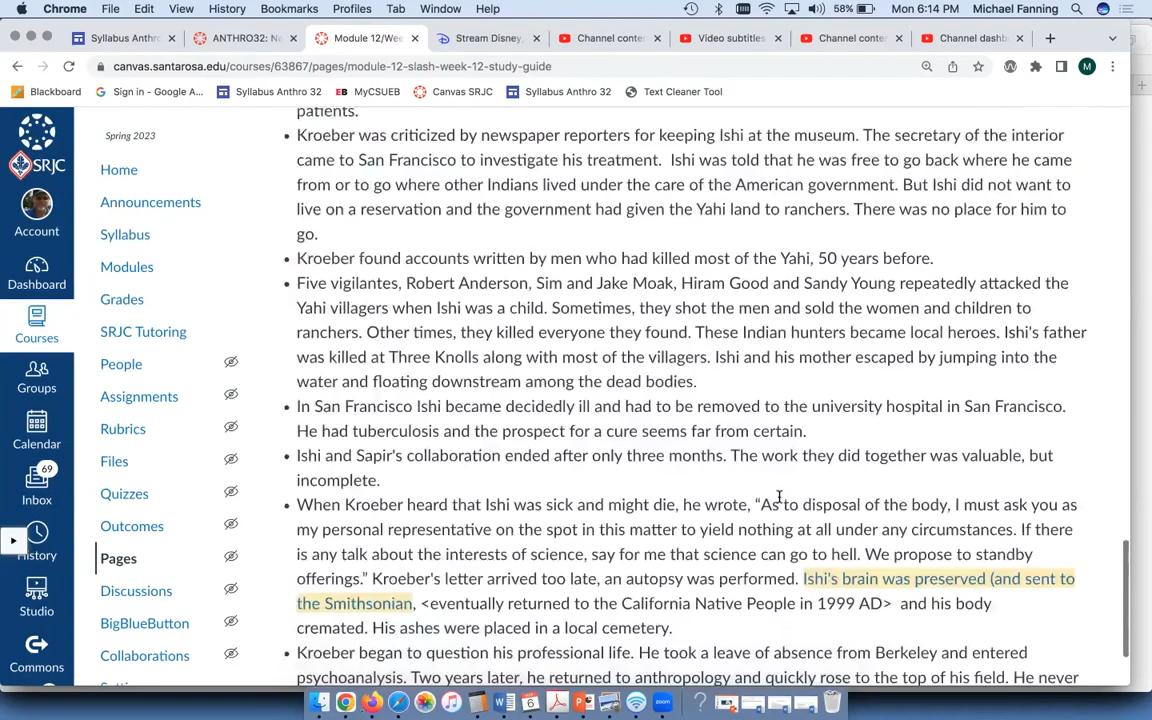 Chrome File Edit View History Bookmarks Profiles Tab Window Help 58% Mon 6:14 PM Michael Fanning
Syllabus Anthro ANTHRO32: Ne Module 12/Wee Stream Disney, Channel conter Video subtitles Channel conter Channel dashb
canvas.santarosa.edu/courses/63867/pages/module-12-slash-week-12-study-guide M
Blackboard Sign in - Google A... Syllabus Anthro 32 EB MyCSUEB Canvas SRJC Syllabus Anthro 32 Text Cleaner Tool
SRJC
Account
Dashboard
Courses
Groups
Calendar
69
Inbox
History
Studio
Commons
Spring 2023
Home
Announcements
Syllabus
Modules
Grades
SRJC Tutoring
People
Assignments
Rubrics
Files
Quizzes
Outcomes
Pages
Discussions
BigBlueButton
Collaborations
patients.
Kroeber was criticized by newspaper reporters for keeping Ishi at the museum. The secretary of the interior
came to San Francisco to investigate his treatment. Ishi was told that he was free to go back where he came
from or to go where other Indians lived under the care of the American government. But Ishi did not want to
live on a reservation and the government had given the Yahi land to ranchers. There was no place for him to
go.
Kroeber found accounts written by men who had killed most of the Yahi, 50 years before.
Five vigilantes, Robert Anderson, Sim and Jake Moak, Hiram Good and Sandy Young repeatedly attacked the
Yahi villagers when Ishi was a child. Sometimes, they shot the men and sold the women and children to
ranchers. Other times, they killed everyone they found. These Indian hunters became local heroes. Ishi's father
was killed at Three Knolls along with most of the villagers. Ishi and his mother escaped by jumping into the
water and floating downstream among the dead bodies.
In San Francisco Ishi became decidedly ill and had to be removed to the university hospital in San Francisco.
He had tuberculosis and the prospect for a cure seems far from certain.
Ishi and Sapir's collaboration ended after only three months. The work they did together was valuable, but
incomplete.
When Kroeber heard that Ishi was sick and might die, he wrote, “As to disposal of the body, I must ask you as
my personal representative on the spot in this matter to yield nothing at all under any circumstances. If there
is any talk about the interests of science, say for me that science can go to hell. We propose to standby
offerings.” Kroeber's letter arrived too late, an autopsy was performed. Ishi's brain was preserved (and sent to
the Smithsonian, <eventually returned to the California Native People in 1999 AD> and his body
cremated. His ashes were placed in a local cemetery.
Kroeber began to question his professional life. He took a leave of absence from Berkeley and entered
psychoanalysis. Two years later, he returned to anthropology and quickly rose to the top of his field. He never